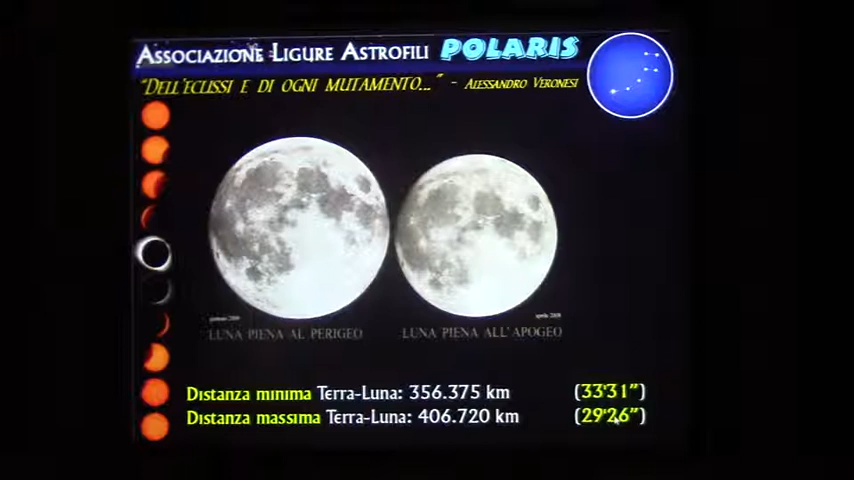 ASSOCIAZIONE LIGURE ASTROFILI POLARIS
"DELL'ECLISSI E DI OGNI MUTAMENTO..." - ALESSANDRO VERONESI
LUNA PIENA AL PERIGEO
LUNA PIENA ALL'APOGEO
Distanza minima Terra-Luna: 356.375 km (33'31")
Distanza massima Terra-Luna: 406.720 km (29'26")